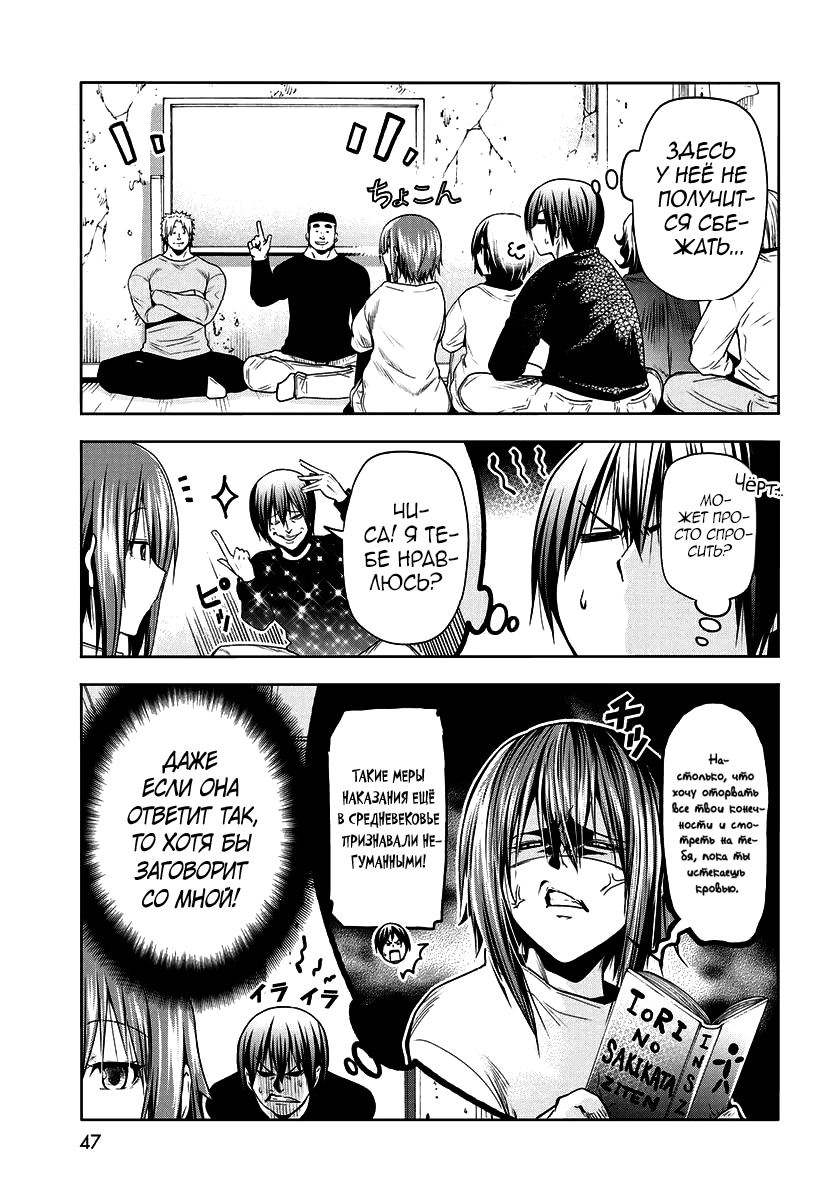 ЗДЕСЬ
У НЕЁ НЕ
ПОЛУЧИТ-
СЯ СБЕ-
ЖАТЬ...
ちょこん
ЧЁРТ...
МО-
ЖЕТ ПРО-
СТО СПРО-
СИТЬ?
ЧИ-
СА! Я ТЕ-
БЕ НРАВ-
ЛЮСЬ?
ピッ
На-
столько, что
хочу оторвать
все твои конеч-
ности и смо-
треть на те-
бя, пока ты
истекаешь
кровью.
チッ
ТАКИЕ МЕРЫ
НАКАЗАНИЯ ЕЩЁ
В СРЕДНЕВЕКОВЬЕ
ПРИЗНАВАЛИ НЕ-
ГУМАННЫМИ!
ДАЖЕ
ЕСЛИ ОНА
ОТВЕТИТ ТАК,
ТО ХОТЯ БЫ
ЗАГОВОРИТ
СО МНОЙ!
イラ イラ
IORI
NO
SAKIKATA
ZITEN
INSZ
47